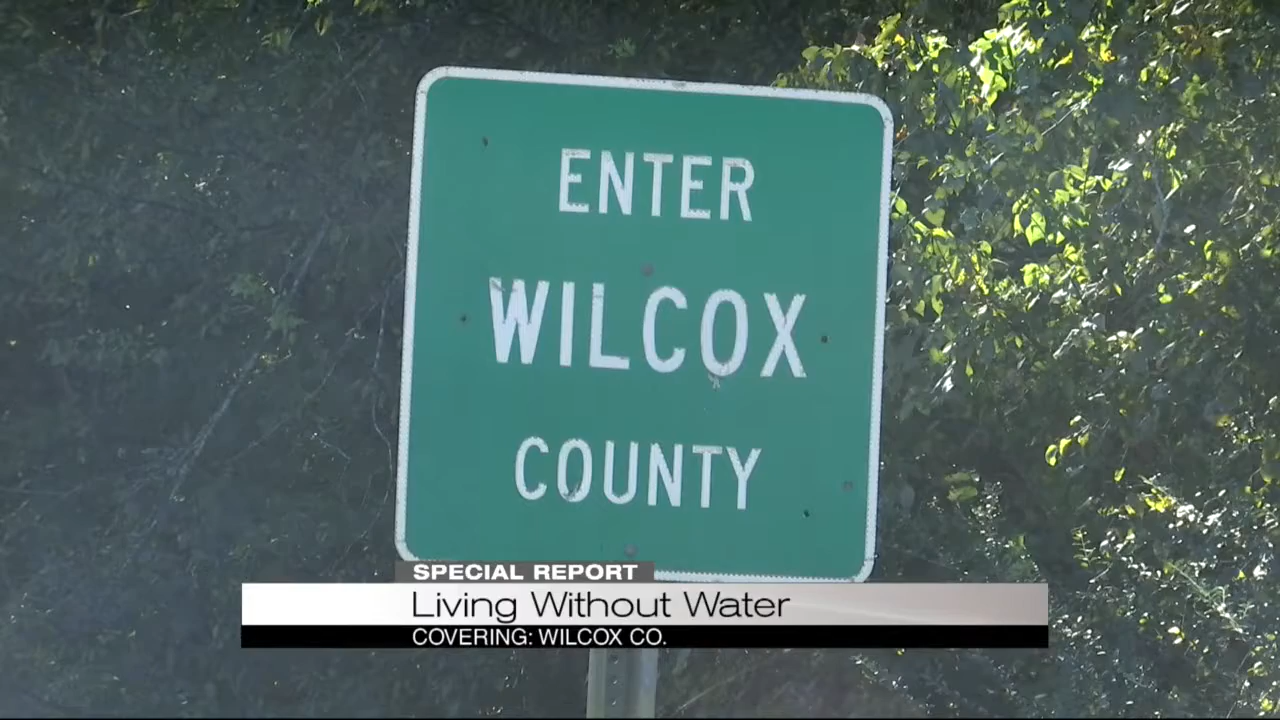 ENTER
WILCOX
COUNTY
SPECIAL REPORT
Living Without Water
COVERING: WILCOX CO.